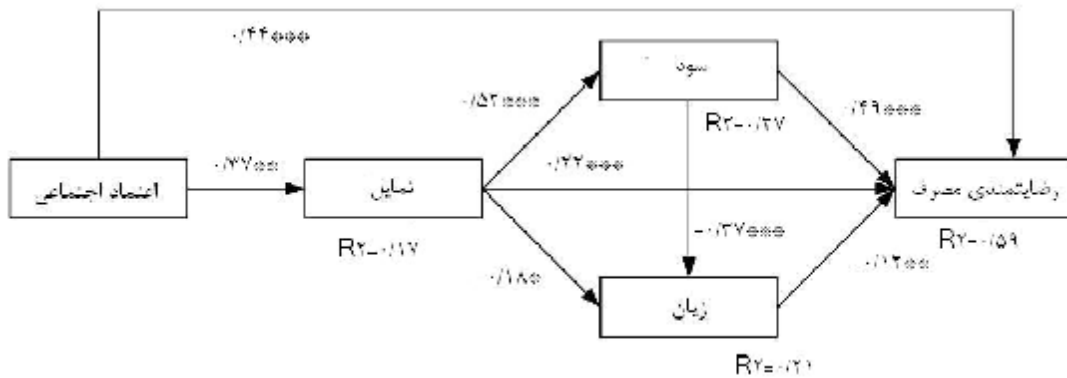 ۰/۴۴***
سود
۰/۵۲***
۰/۴۹***
R۲=۰/۲۷
اعتماد اجتماعی
۰/۲۷**
تمایل
۰/۲۲***
رضایتمندی مصرف
R۲=۰/۱۷
-۰/۳۷***
R۲=۰/۵۹
۰/۱۸*
زیان
۰/۱۲**
R۲=۰/۲۱